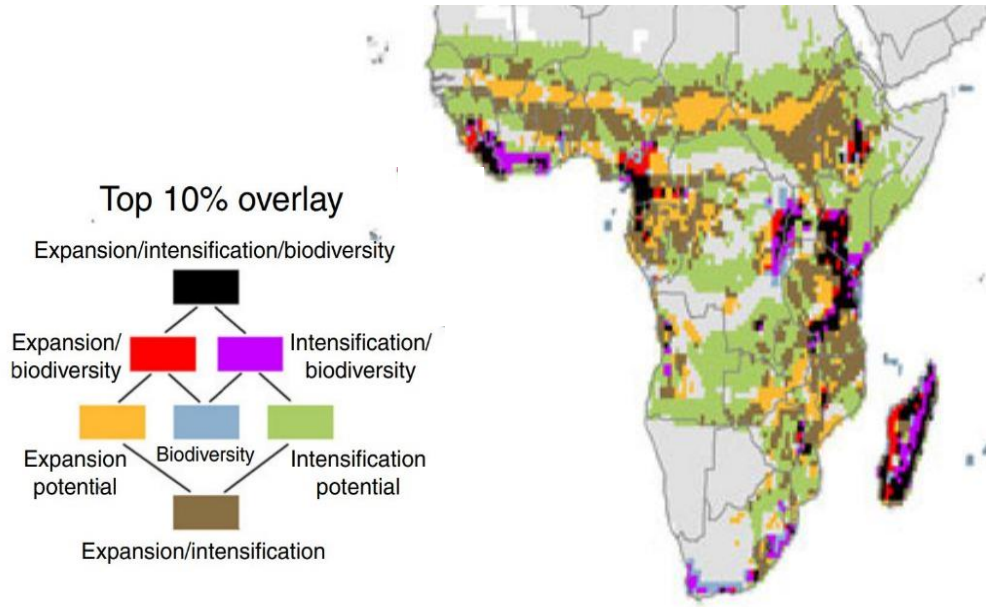 Top 10% overlay
Expansion/intensification/biodiversity
Expansion/
biodiversity
Intensification/
biodiversity
Expansion
potential
Biodiversity
Intensification
potential
Expansion/intensification